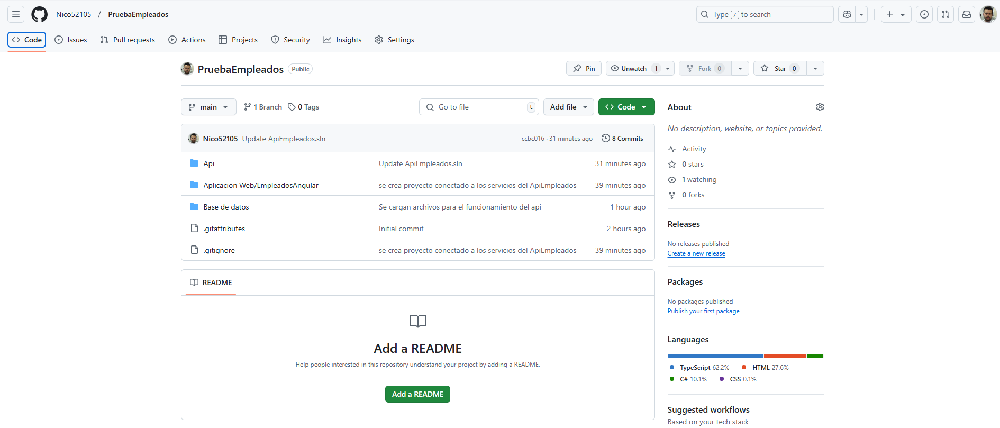 Nico52105 / PruebaEmpleados
Type / to search
Code Issues Pull requests Actions Projects Security Insights Settings
PruebaEmpleados Public
Pin Unwatch 1 Fork 0 Star 0
main 1 Branch 0 Tags
Go to file t Add file Code
Nico52105 Update ApiEmpleados.sln ccbc016 · 31 minutes ago 8 Commits
Api Update ApiEmpleados.sln 31 minutes ago
Aplicacion Web/EmpleadosAngular se crea proyecto conectado a los servicios del ApiEmpleados 39 minutes ago
Base de datos Se cargan archivos para el funcionamiento del api 1 hour ago
.gitattributes Initial commit 2 hours ago
.gitignore se crea proyecto conectado a los servicios del ApiEmpleados 39 minutes ago
README
Add a README
Help people interested in this repository understand your project by adding a README.
Add a README
About
No description, website, or topics provided.
Activity
0 stars
1 watching
0 forks
Releases
No releases published
Create a new release
Packages
No packages published
Publish your first package
Languages
TypeScript 62.2% HTML 27.6%
C# 10.1% CSS 0.1%
Suggested workflows
Based on your tech stack